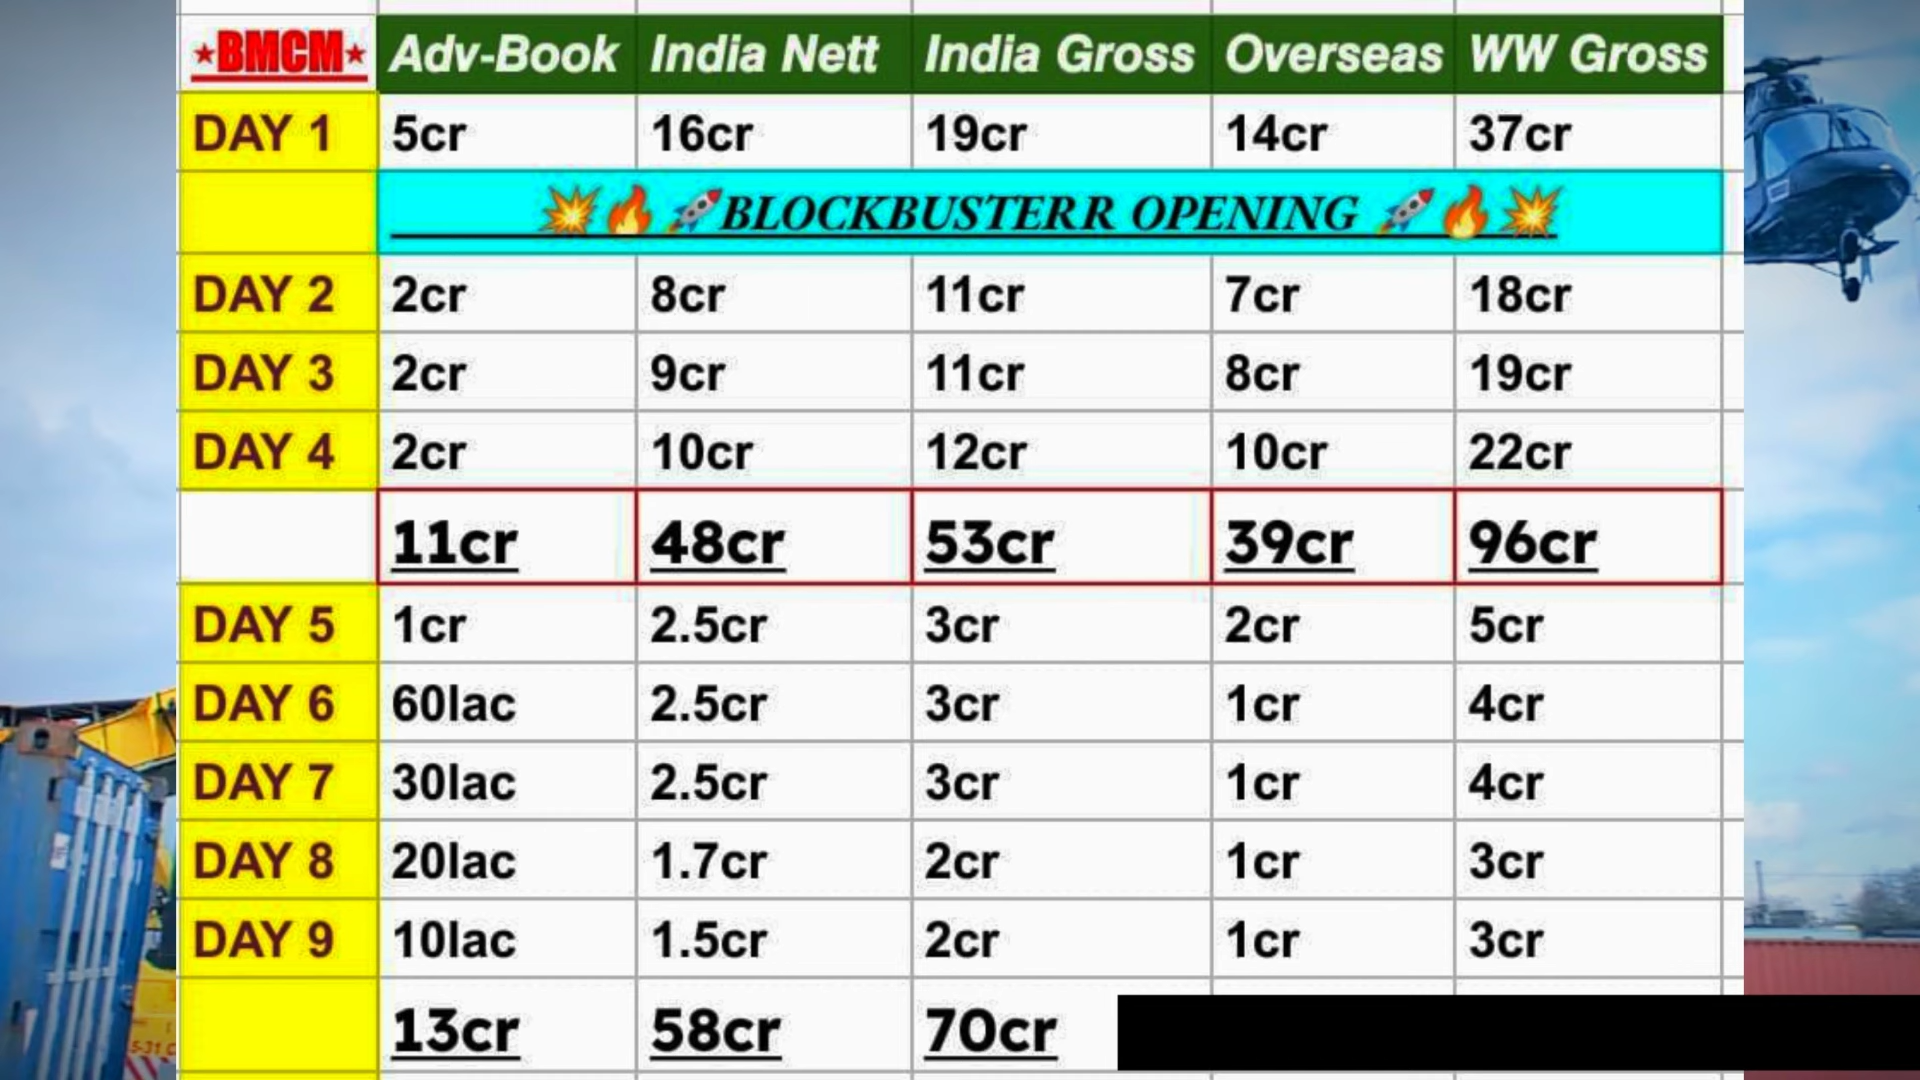 ★BMCM★ Adv-Book India Nett India Gross Overseas WW Gross
DAY 1 5cr 16cr 19cr 14cr 37cr
💥🔥🚀BLOCKBUSTERR OPENING 🚀🔥💥
DAY 2 2cr 8cr 11cr 7cr 18cr
DAY 3 2cr 9cr 11cr 8cr 19cr
DAY 4 2cr 10cr 12cr 10cr 22cr
11cr 48cr 53cr 39cr 96cr
DAY 5 1cr 2.5cr 3cr 2cr 5cr
DAY 6 60lac 2.5cr 3cr 1cr 4cr
DAY 7 30lac 2.5cr 3cr 1cr 4cr
DAY 8 20lac 1.7cr 2cr 1cr 3cr
DAY 9 10lac 1.5cr 2cr 1cr 3cr
13cr 58cr 70cr